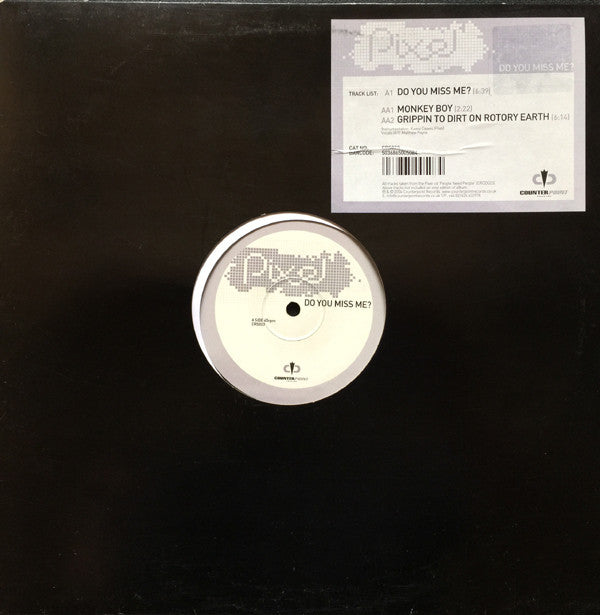 Pixel
DO YOU MISS ME?
TRACK LIST: A1 DO YOU MISS ME? (6:39)
AA1 MONKEY BOY (2:22)
AA2 GRIPPIN TO DIRT ON ROTORY EARTH (6:14)
CAT NO.
BARCODE:
COUNTERPOINT
Pixel
DO YOU MISS ME?
A SIDE 45rpm
COUNTERPOINT